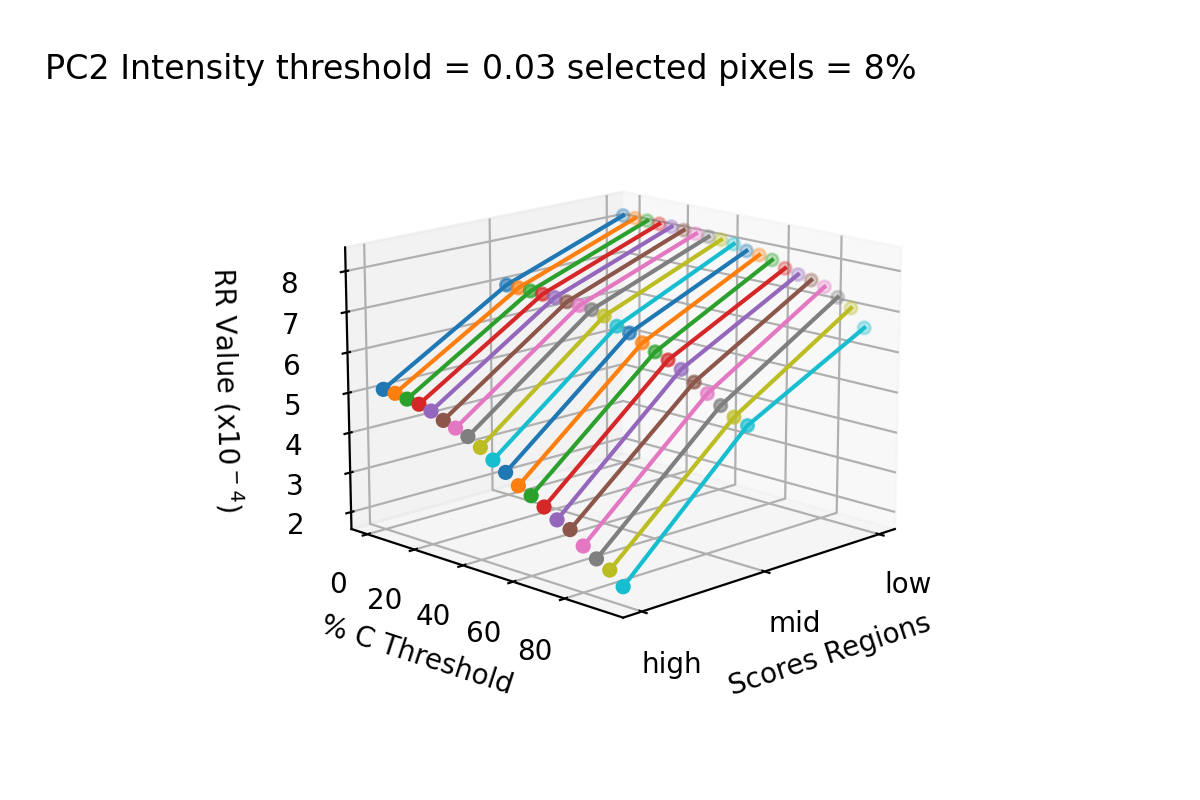 PC2 Intensity threshold = 0.03 selected pixels = 8%
RR Value (x10⁻⁴)
8
7
6
5
4
3
2
0
20
40
60
80
% C Threshold
high
mid
low
Scores Regions